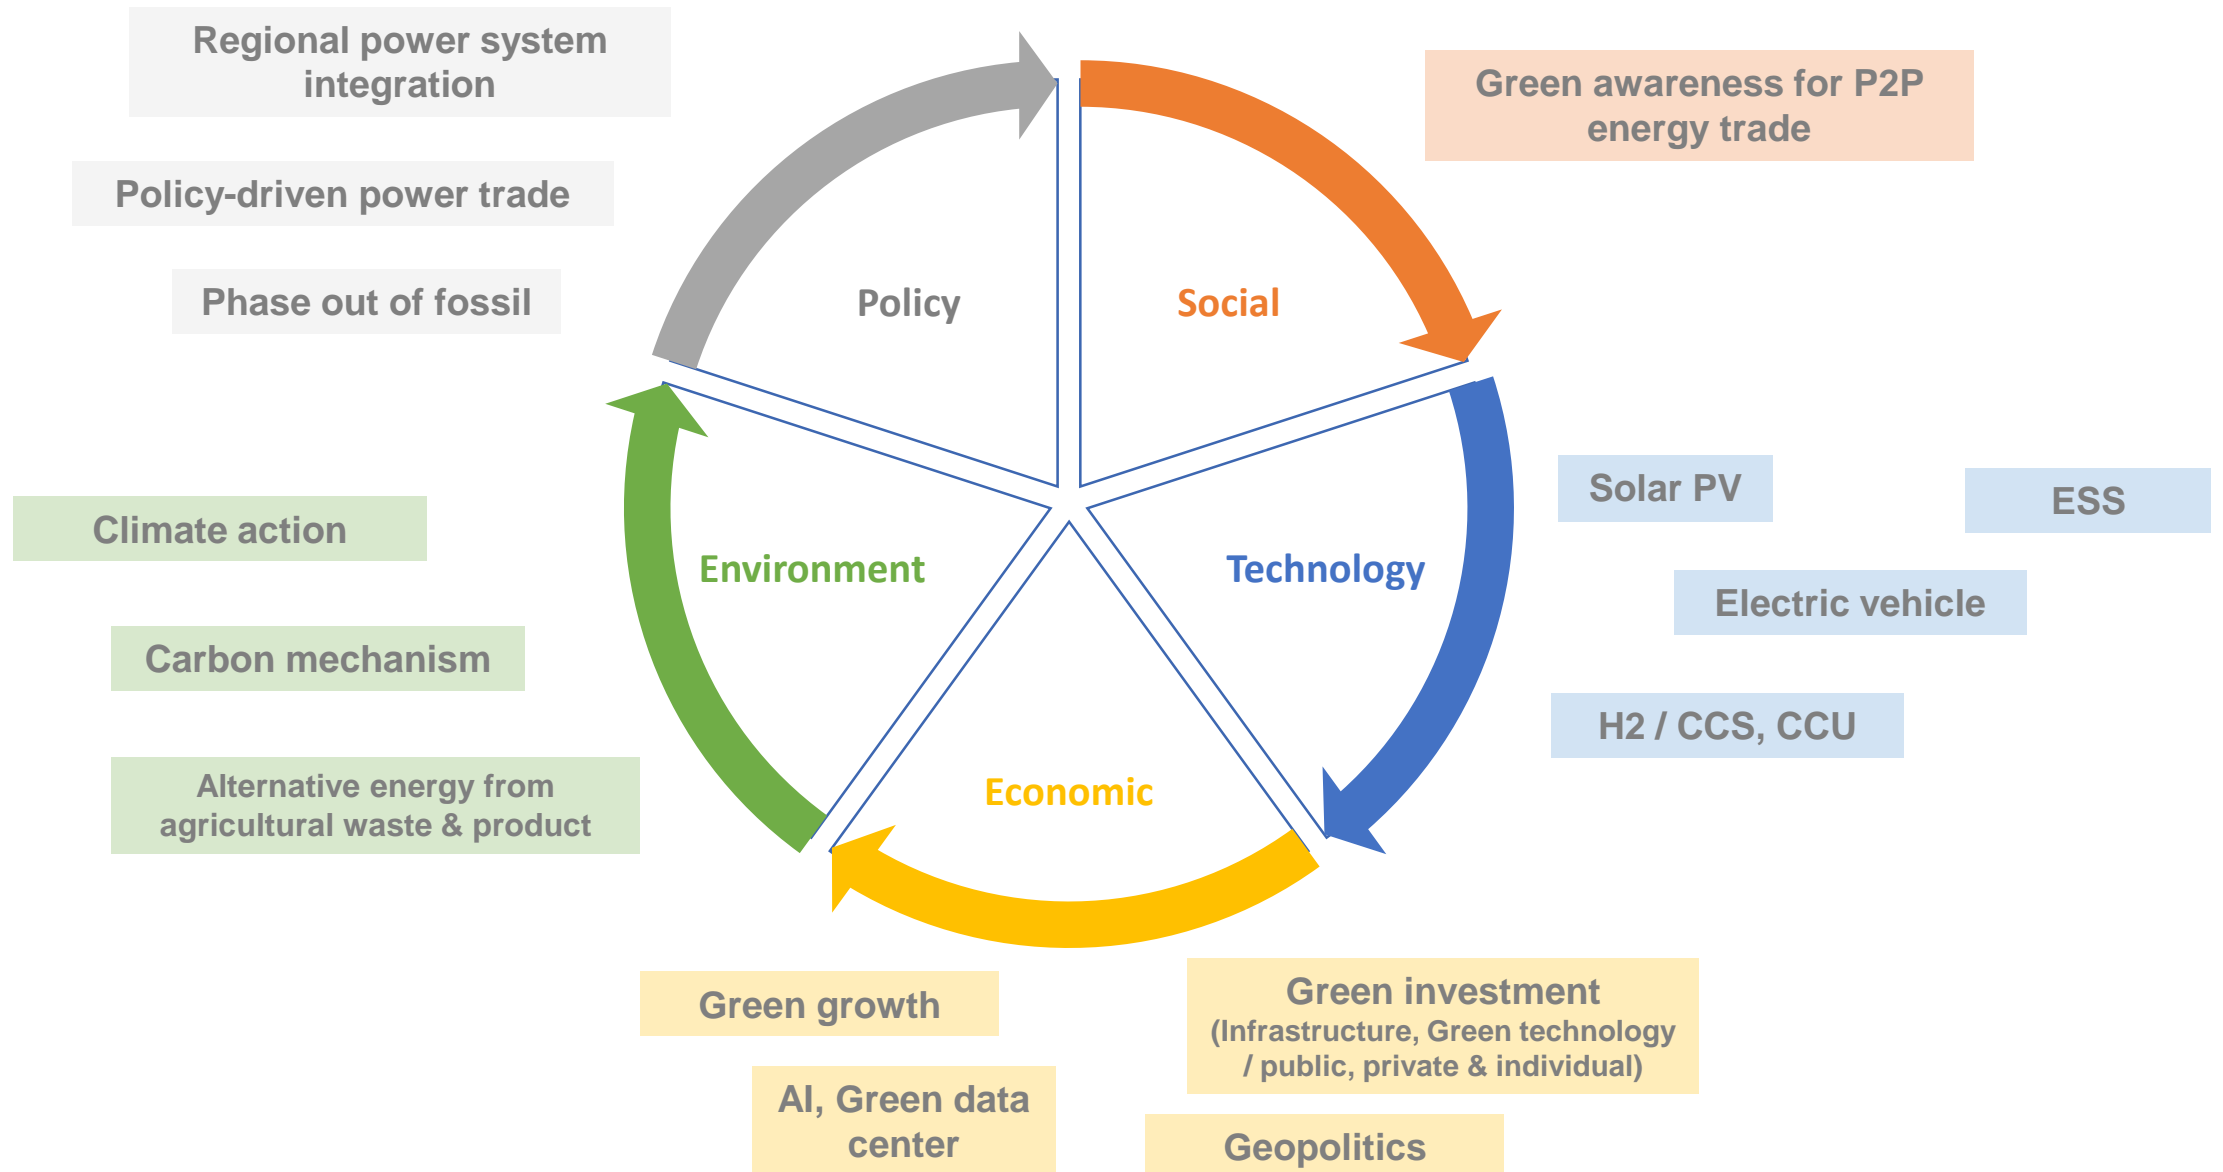 Regional power system
integration
Policy-driven power trade
Phase out of fossil
Green awareness for P2P
energy trade
Policy
Social
Environment
Technology
Economic
Solar PV
ESS
Electric vehicle
H2 / CCS, CCU
Climate action
Carbon mechanism
Alternative energy from
agricultural waste & product
Green growth
AI, Green data
center
Green investment
(Infrastructure, Green technology
/ public, private & individual)
Geopolitics